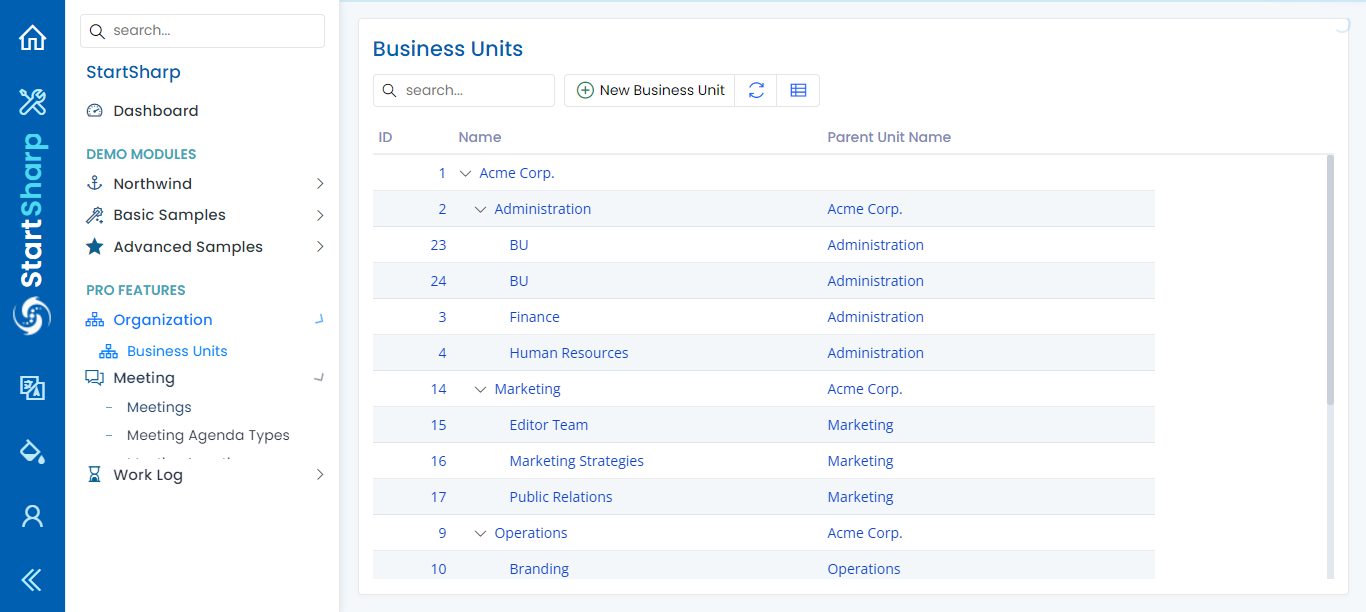 StartSharp
search...
StartSharp
Dashboard
DEMO MODULES
Northwind
Basic Samples
Advanced Samples
PRO FEATURES
Organization
Business Units
Meeting
Meetings
Meeting Agenda Types
Work Log
Business Units
search...
New Business Unit
ID Name Parent Unit Name
1 Acme Corp.
2 Administration Acme Corp.
23 BU Administration
24 BU Administration
3 Finance Administration
4 Human Resources Administration
14 Marketing Acme Corp.
15 Editor Team Marketing
16 Marketing Strategies Marketing
17 Public Relations Marketing
9 Operations Acme Corp.
10 Branding Operations